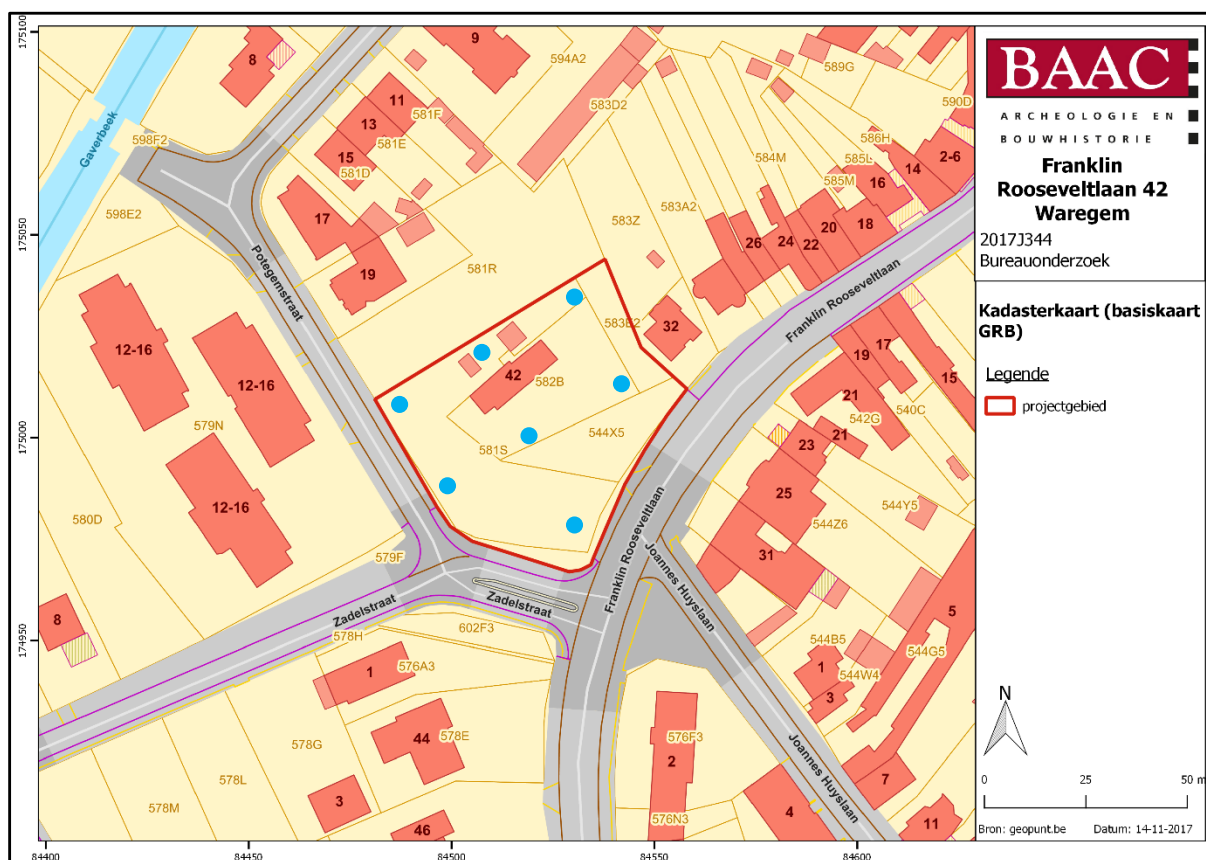 175100
175050
175000
174950
84400
84450
84500
84550
84600
8
9
594A2
589G
590D
583D2
598F2
Gaverbeek
11
581F
13
581E
15
581D
584M
586H
585L
585M
14
2-6
16
18
20
22
24
26
598E2
17
19
Potegemstraat
581R
583Z
583A2
Franklin Rooseveltlaan
583B2
32
12-16
12-16
12-16
579N
580D
42
582B
544X5
581S
17
19
15
21
542G
540C
21
23
25
544Z6
544Y5
31
579F
Franklin Rooseveltlaan
Joannes Huyslaan
Zadelstraat
Zadelstraat
602F3
578H
8
1
576A3
5
544B5
544G5
1
544W4
3
578G
44
578E
576F3
2
Joannes Huyslaan
578L
578M
3
46
576N3
4
7
11
BAAC
ARCHEOLOGIE EN
BOUWHISTORIE
Franklin
Rooseveltlaan 42
Waregem
2017J344
Bureauonderzoek
Kadasterkaart (basiskaart
GRB)
Legende
projectgebied
N
0 25 50 m
Bron: geopunt.be Datum: 14-11-2017